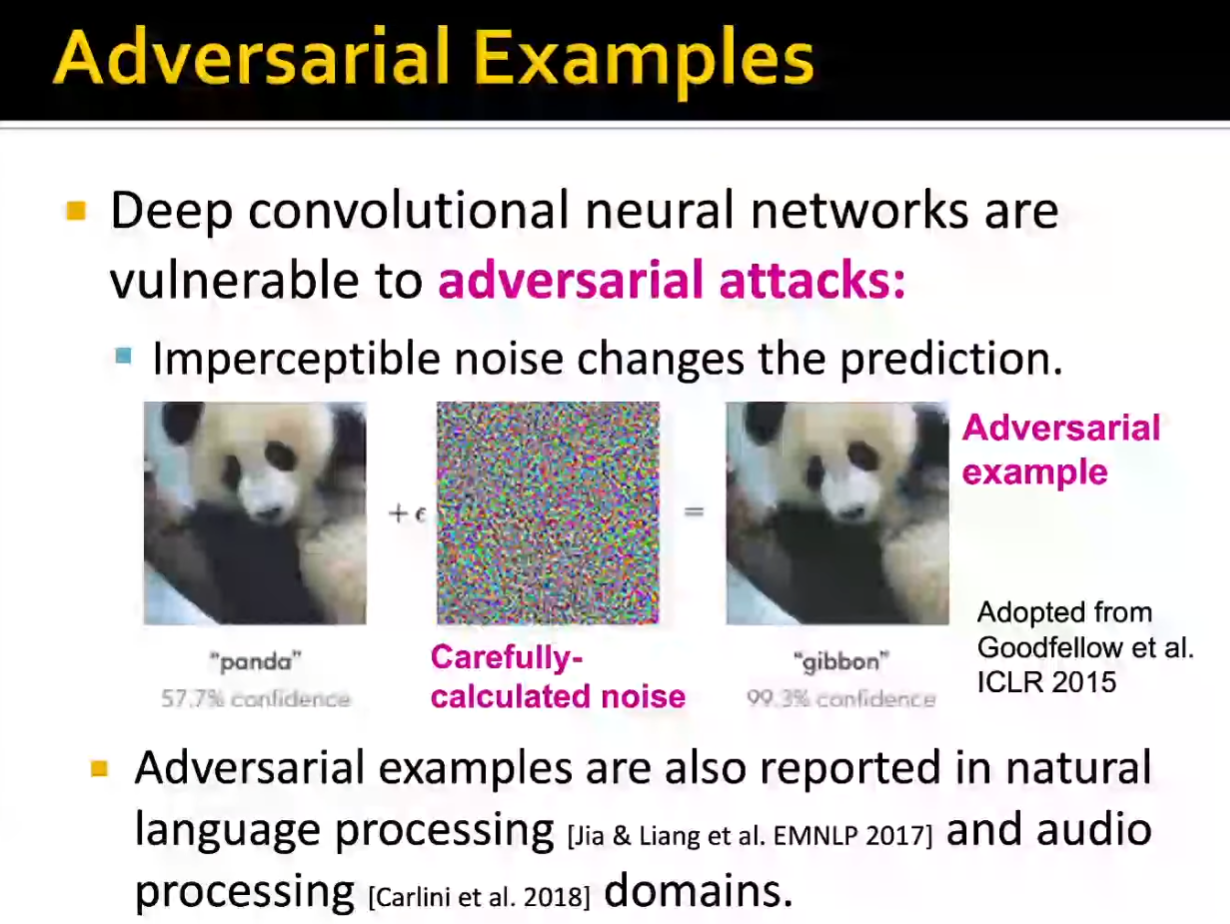 Adversarial Examples
Deep convolutional neural networks are
vulnerable to adversarial attacks:
Imperceptible noise changes the prediction.
+ ϵ
=
Adversarial
example
"panda"
57.7% confidence
Carefully-
calculated noise
"gibbon"
99.3% confidence
Adopted from
Goodfellow et al.
ICLR 2015
Adversarial examples are also reported in natural
language processing [Jia & Liang et al. EMNLP 2017] and audio
processing [Carlini et al. 2018] domains.